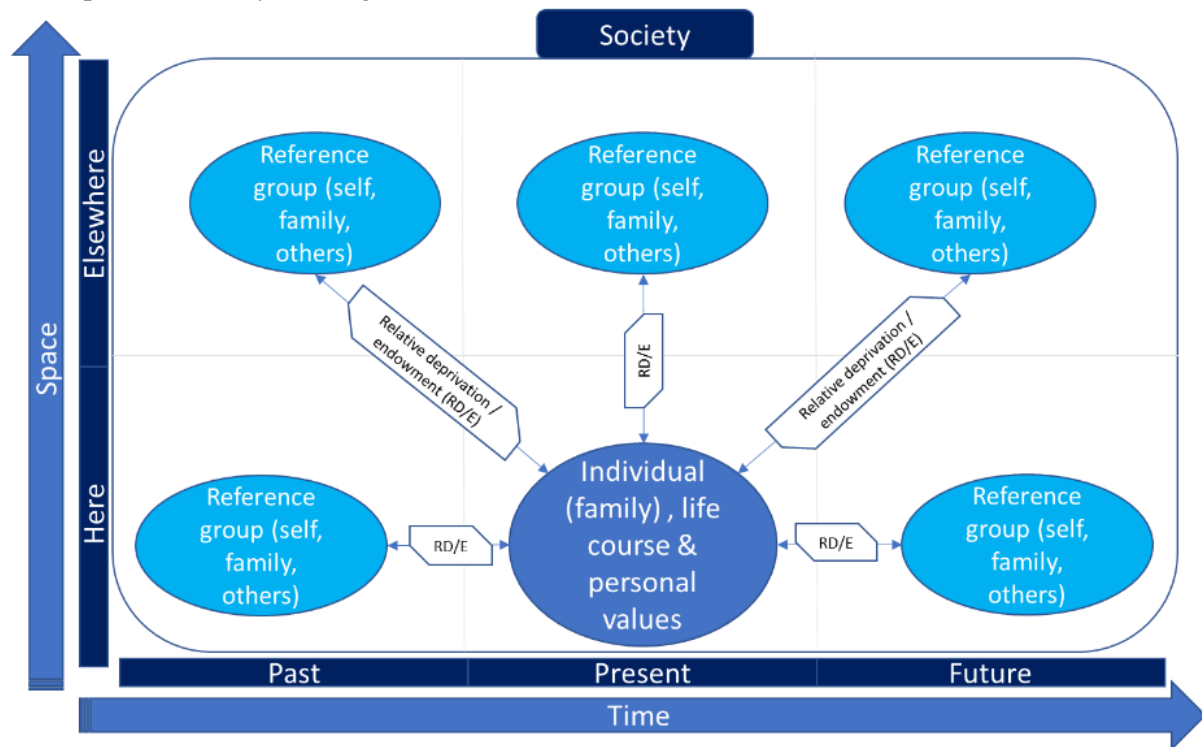 Society
Space
Elsewhere
Here
Reference
group (self,
family,
others)
Reference
group (self,
family,
others)
Reference
group (self,
family,
others)
Relative deprivation /
endowment (RD/E)
RD/E
Relative deprivation /
endowment (RD/E)
Reference
group (self,
family,
others)
RD/E
Individual
(family) , life
course &
personal
values
RD/E
Reference
group (self,
family,
others)
Past
Present
Future
Time